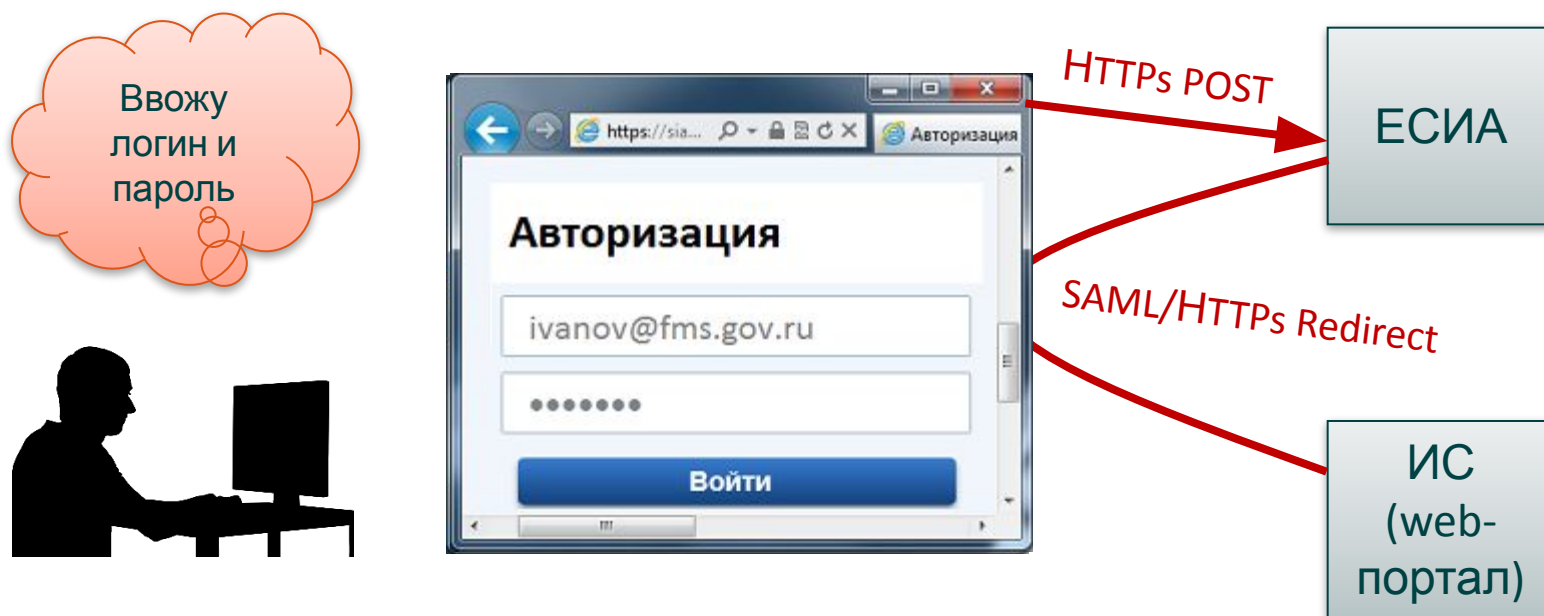 Ввожу
логин и
пароль
https://sia...
Авторизация
Авторизация
ivanov@fms.gov.ru
•••••••
Войти
HTTPs POST
ЕСИА
SAML/HTTPs Redirect
ИС
(web-
портал)